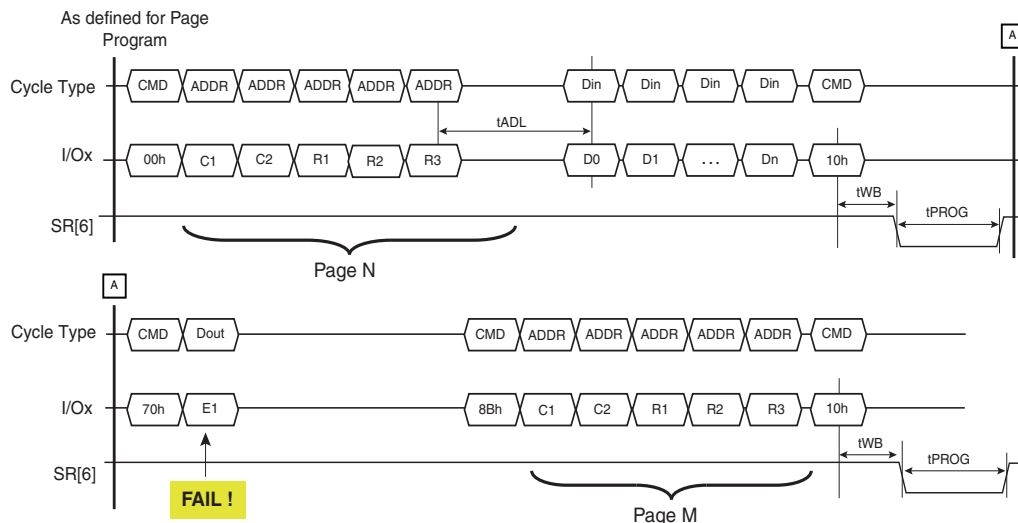 As defined for Page
Program
A
Cycle Type CMD ADDR ADDR ADDR ADDR ADDR Din Din Din Din CMD
tADL
I/Ox 00h C1 C2 R1 R2 R3 D0 D1 ... Dn 10h
tWB
tPROG
SR[6]
Page N
A
Cycle Type CMD Dout CMD ADDR ADDR ADDR ADDR ADDR CMD
I/Ox 70h E1 8Bh C1 C2 R1 R2 R3 10h
tWB
tPROG
SR[6]
FAIL !
Page M